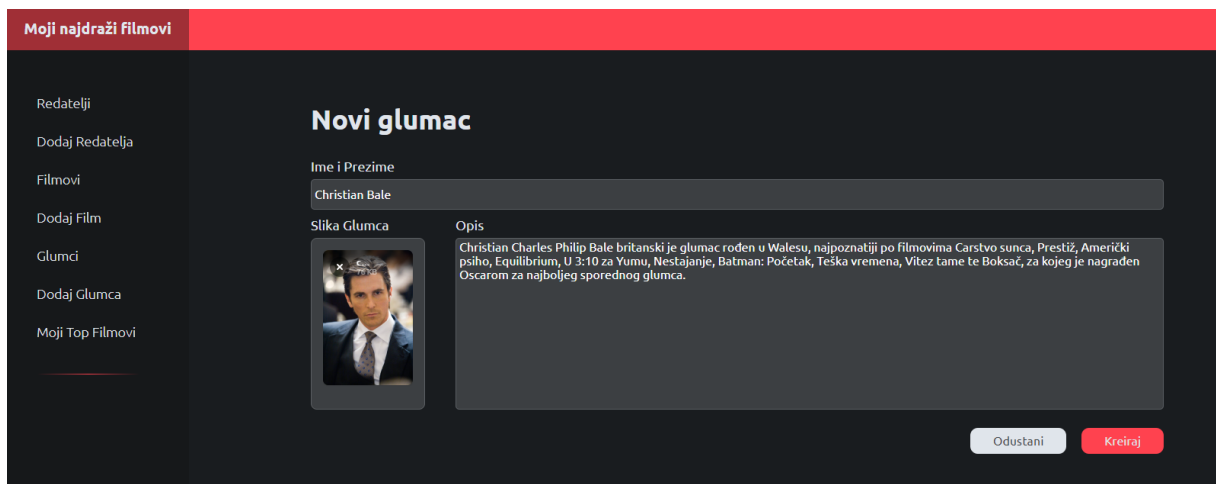 Moji najdraži filmovi
Redatelji
Dodaj Redatelja
Filmovi
Dodaj Film
Glumci
Dodaj Glumca
Moji Top Filmovi
Novi glumac
Ime i Prezime
Christian Bale
Slika Glumca
Opis
Christian Charles Philip Bale britanski je glumac rođen u Walesu, najpoznatiji po filmovima Carstvo sunca, Prestiž, Američki
psiho, Equilibrium, U 3:10 za Yumu, Nestajanje, Batman: Početak, Teška vremena, Vitez tame te Boksač, za kojeg je nagrađen
Oscarom za najboljeg sporednog glumca.
Odustani
Kreiraj